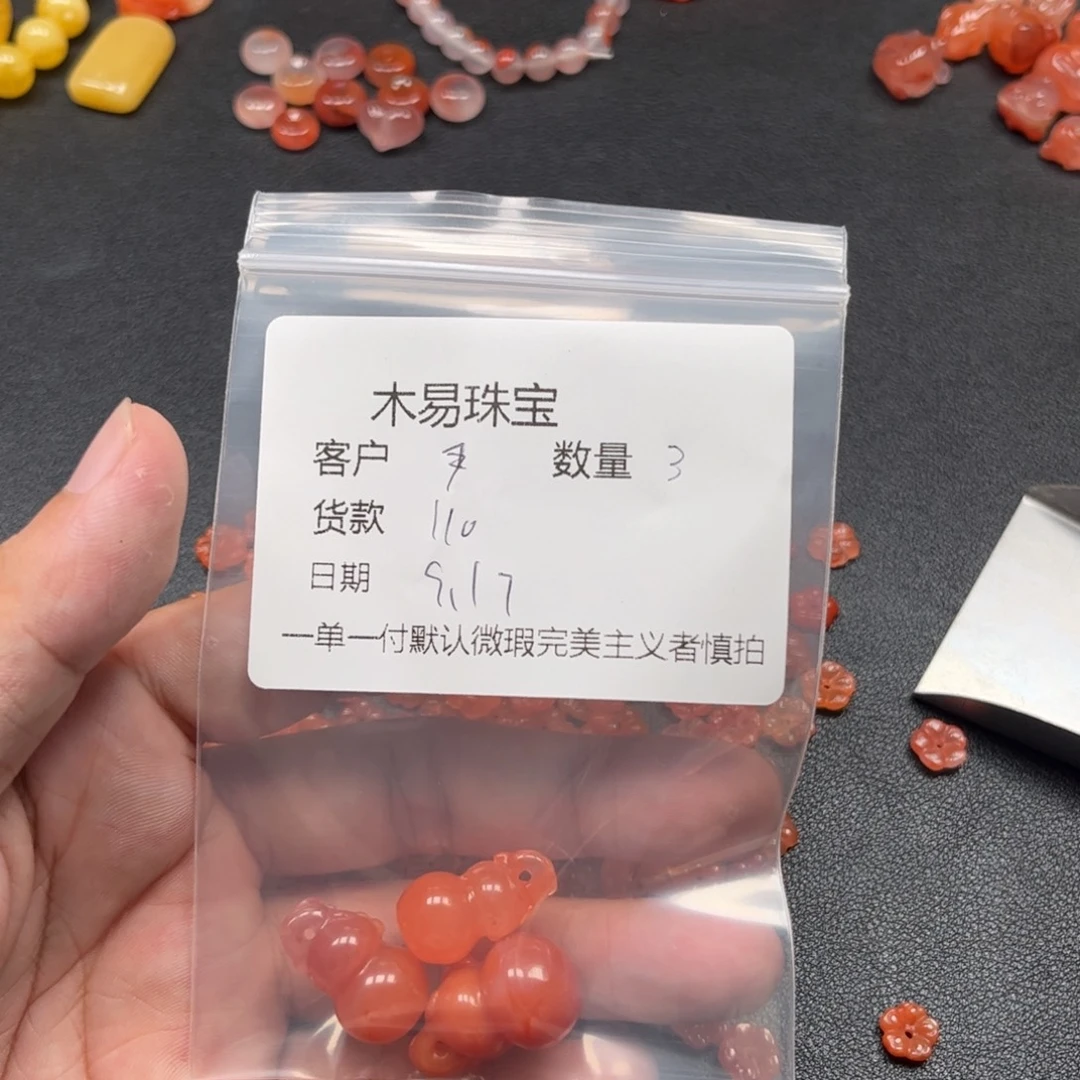 木易珠宝
客户 数量 3
货款 110
日期 9.17
一单一付默认微瑕完美主义者慎拍